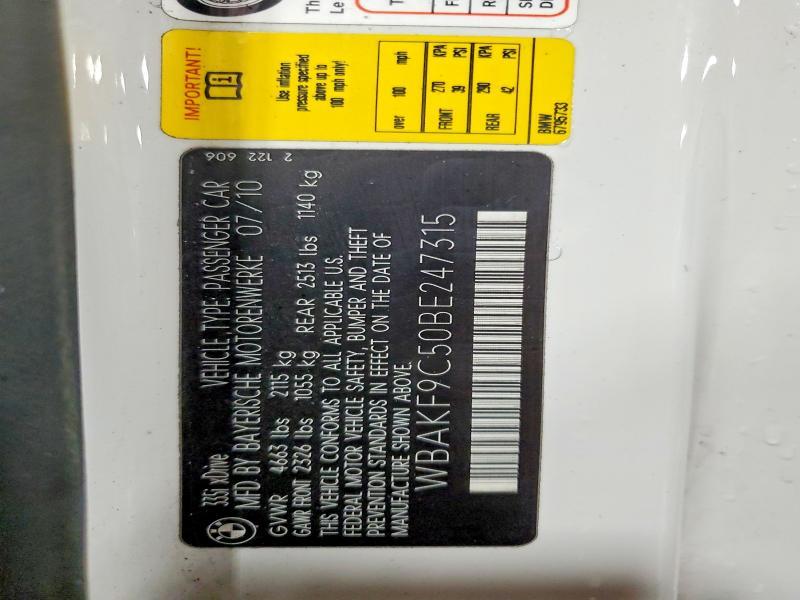 Th
Le
IMPORTANT!
Use inflation
pressure specified
above up to
100 mph only!
over 100 mph
KPA PSI KPA PSI
FRONT 270 39
REAR 290 42
BMW
6795733
335i xDrive VEHICLE TYPE: PASSENGER CAR 2 122 606
MFD BY BAYERISCHE MOTORENWERKE 07/10
GVWR 4663 lbs 2115 kg
GAWR FRONT 2326 lbs 1055 kg REAR 2513 lbs 1140 kg
THIS VEHICLE CONFORMS TO ALL APPLICABLE U.S.
FEDERAL MOTOR VEHICLE SAFETY, BUMPER AND THEFT
PREVENTION STANDARDS IN EFFECT ON THE DATE OF
MANUFACTURE SHOWN ABOVE.
WBAKF9C50BE247315